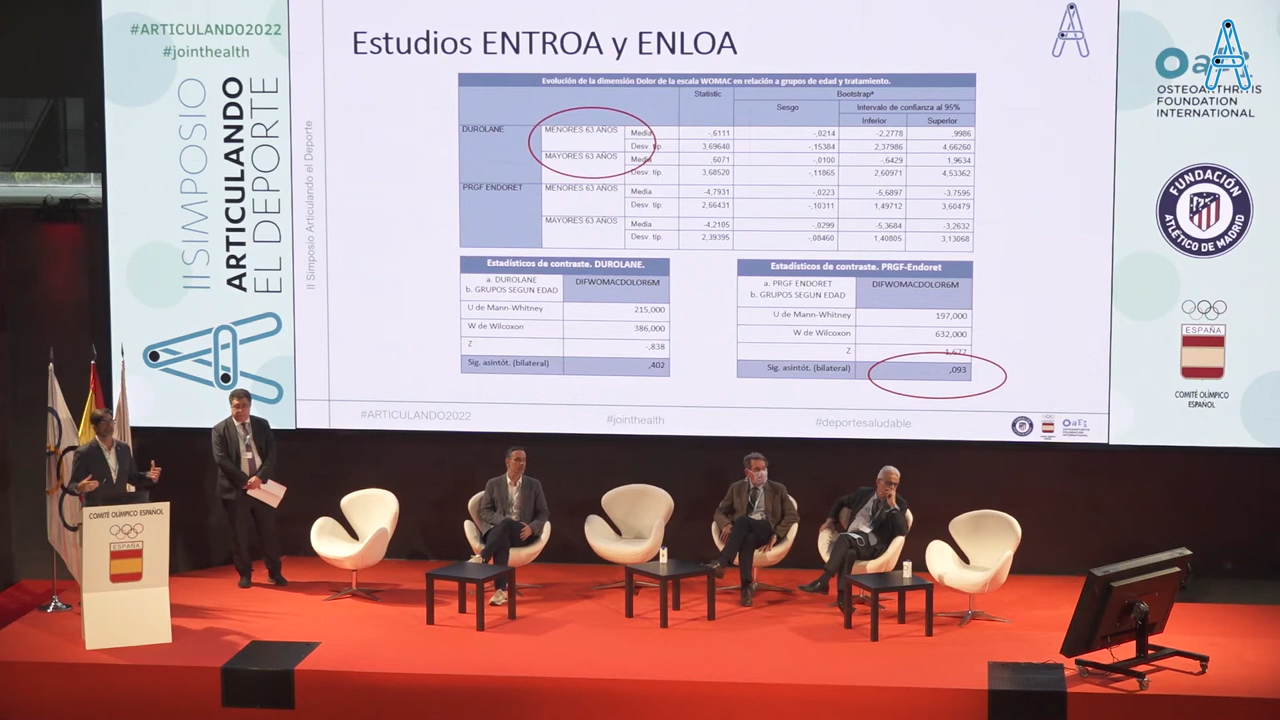 #ARTICULANDO2022
#jointhealth
II SIMPOSIO
ARTICULANDO
EL DEPORTE
II Simposio Articulando el Deporte
Estudios ENTROA y ENLOA
Evolución de la dimensión Dolor de la escala WOMAC en relación a grupos de edad y tratamiento.
Statistic Bootstrapª
Sesgo Intervalo de confianza al 95%
Inferior Superior
DUROLANE MENORES 63 AÑOS Media -,6111 -,0214 -2,2778 ,9986
Desv. típ. 3,69640 -,15384 2,37986 4,66260
MAYORES 63 AÑOS Media ,6071 -,0100 -,6429 1,9634
Desv. típ. 3,68520 -,11865 2,60971 4,53362
PRGF ENDORET MENORES 63 AÑOS Media -4,7931 -,0223 -5,6897 -3,7595
Desv. típ. 2,66431 -,10311 1,49712 3,60479
MAYORES 63 AÑOS Media -4,2105 -,0299 -5,3684 -3,2632
Desv. típ. 2,39395 -,08460 1,40805 3,13068
Estadísticos de contraste. DUROLANE.
a. DUROLANE DIFWOMACDOLOR6M
b. GRUPOS SEGUN EDAD
U de Mann-Whitney 215,000
W de Wilcoxon 386,000
Z -,838
Sig. asintót. (bilateral) ,402
Estadísticos de contraste. PRGF-Endoret
a. PRGF ENDORET DIFWOMACDOLOR6M
b. GRUPOS SEGUN EDAD
U de Mann-Whitney 197,000
W de Wilcoxon 632,000
Z -1,677
Sig. asintót. (bilateral) ,093
#ARTICULANDO2022 #jointhealth #deportesaludable
OSTEOARTHRITIS
FOUNDATION
INTERNATIONAL
FUNDACIÓN
ATLÉTICO DE MADRID
ESPAÑA
COMITÉ OLÍMPICO
ESPAÑOL
COMITÉ OLÍMPICO ESPAÑOL
ESPAÑA